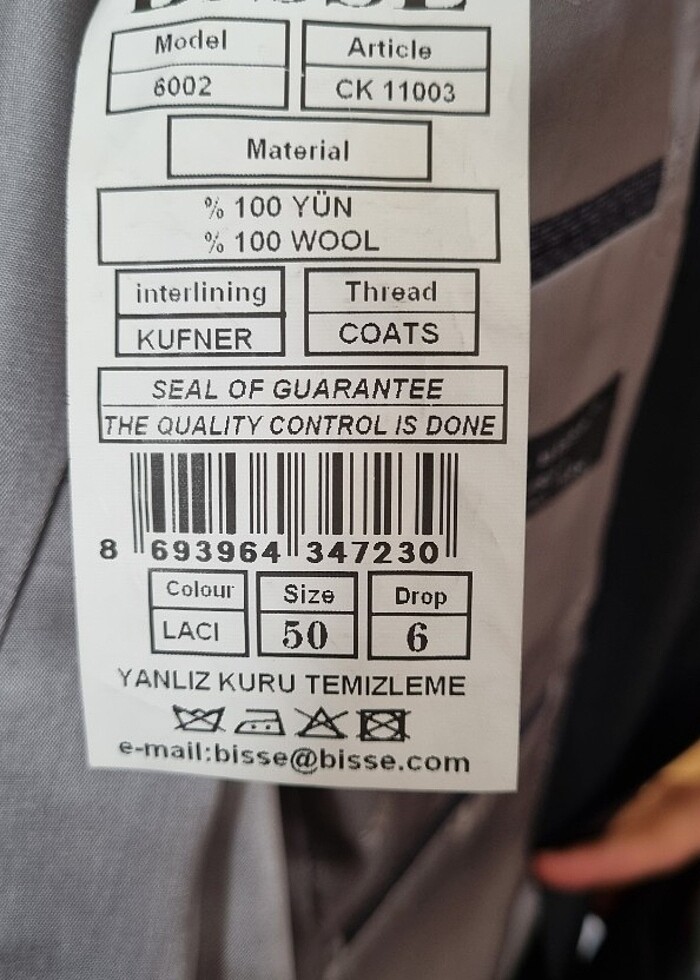 BISSE
Model Article
6002 CK 11003
Material
% 100 YÜN
% 100 WOOL
interlining Thread
KUFNER COATS
SEAL OF GUARANTEE
THE QUALITY CONTROL IS DONE
8 693964 347230
Colour Size Drop
LACI 50 6
YANLIZ KURU TEMIZLEME
e-mail:bisse@bisse.com